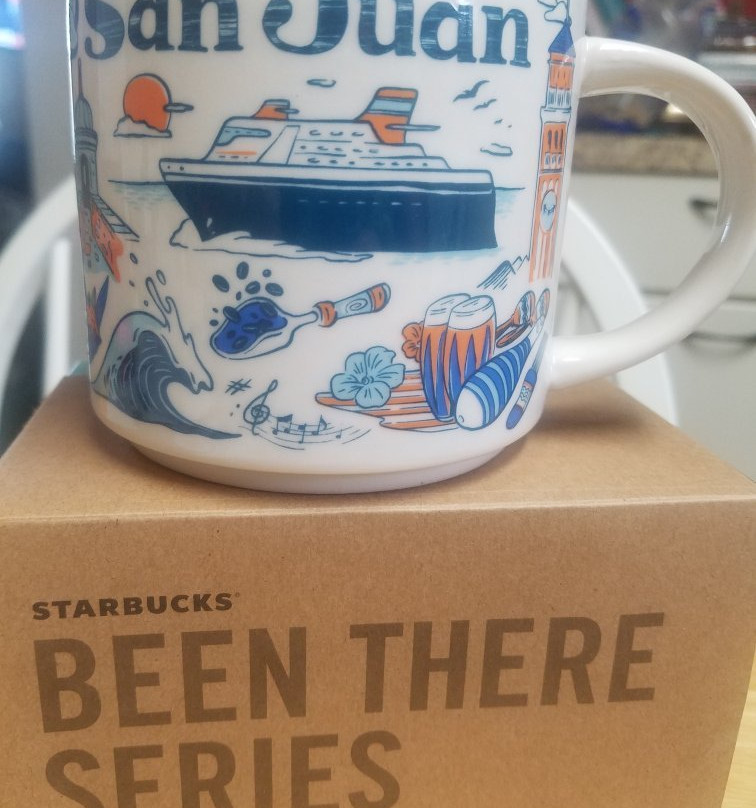 San Juan
STARBUCKS®
BEEN THERE
SERIES